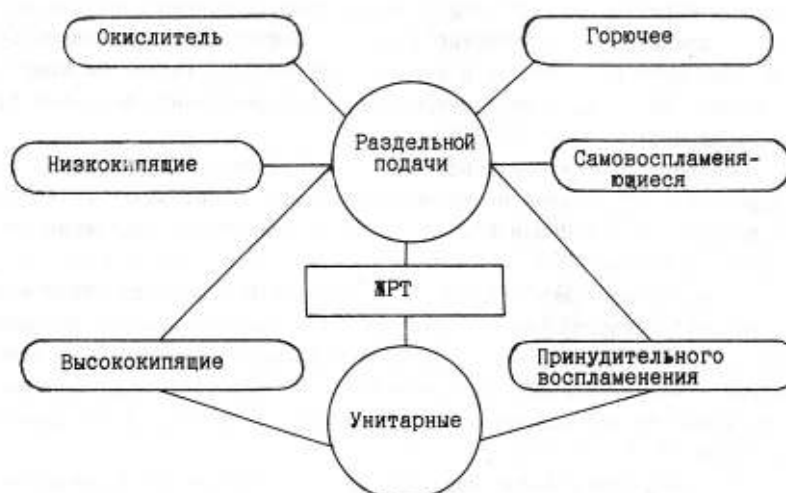 Окислитель
Горючее
Раздельной
подачи
Низкокипящие
Самовоспламеня-
ющиеся
ЖРТ
Высококипящие
Принудительного
воспламенения
Унитарные